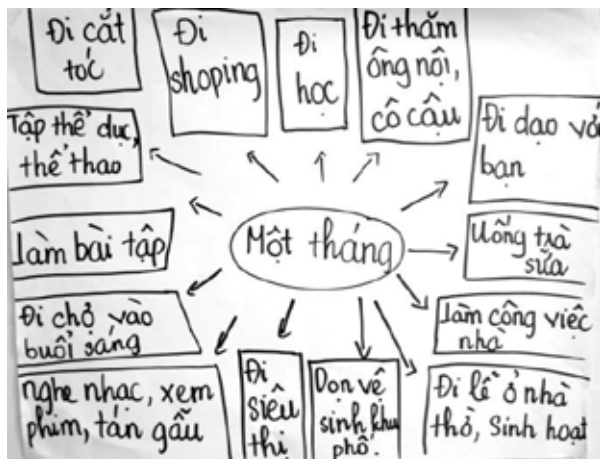 Đi cắt
tóc
Đi
shoping
Đi
học
Đi thăm
ông nội,
cô cậu
Tập thể dục,
thể thao
Đi dạo với
bạn
Làm bài tập
Một tháng
Uống trà
sữa
Đi chợ vào
buổi sáng
Làm công việc
nhà
Nghe nhạc, xem
phim, tán gẫu
Đi
siêu
thị
Dọn vệ
sinh khu
phố.
Đi lễ ở nhà
thờ, Sinh hoạt